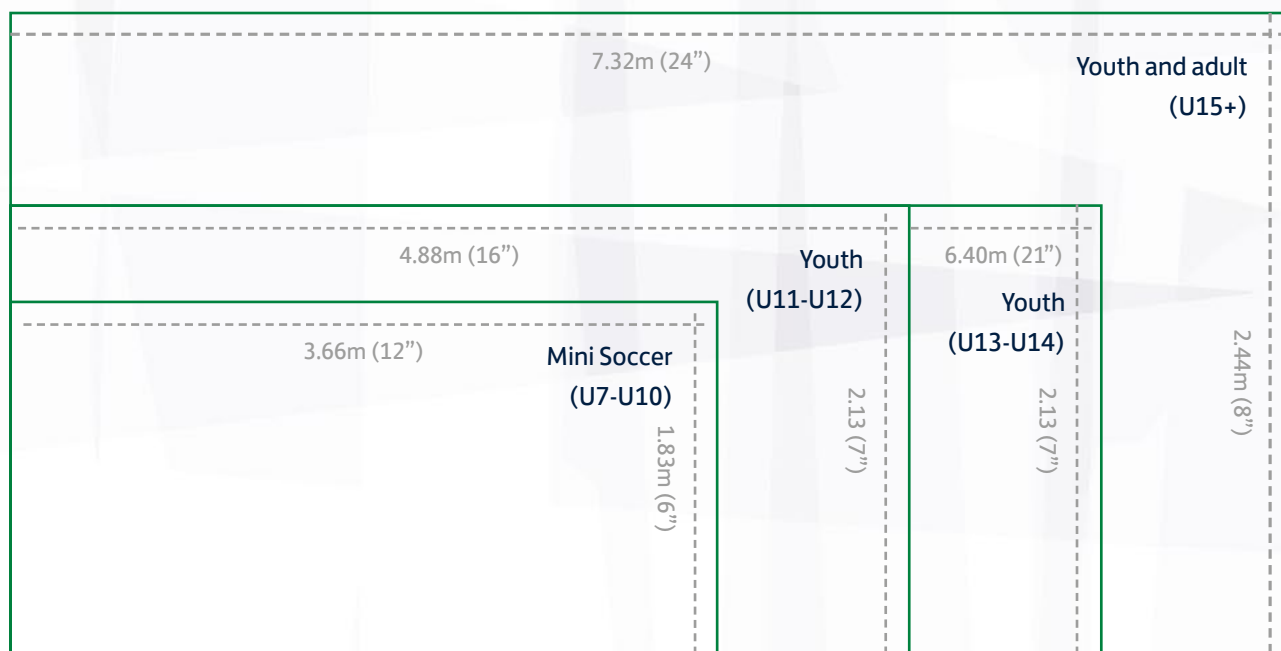 7.32m (24”)
Youth and adult
(U15+)
4.88m (16”)
Youth
(U11-U12)
6.40m (21”)
Youth
(U13-U14)
3.66m (12”)
Mini Soccer
(U7-U10)
1.83m (6”)
2.13 (7”)
2.13 (7”)
2.44m (8”)